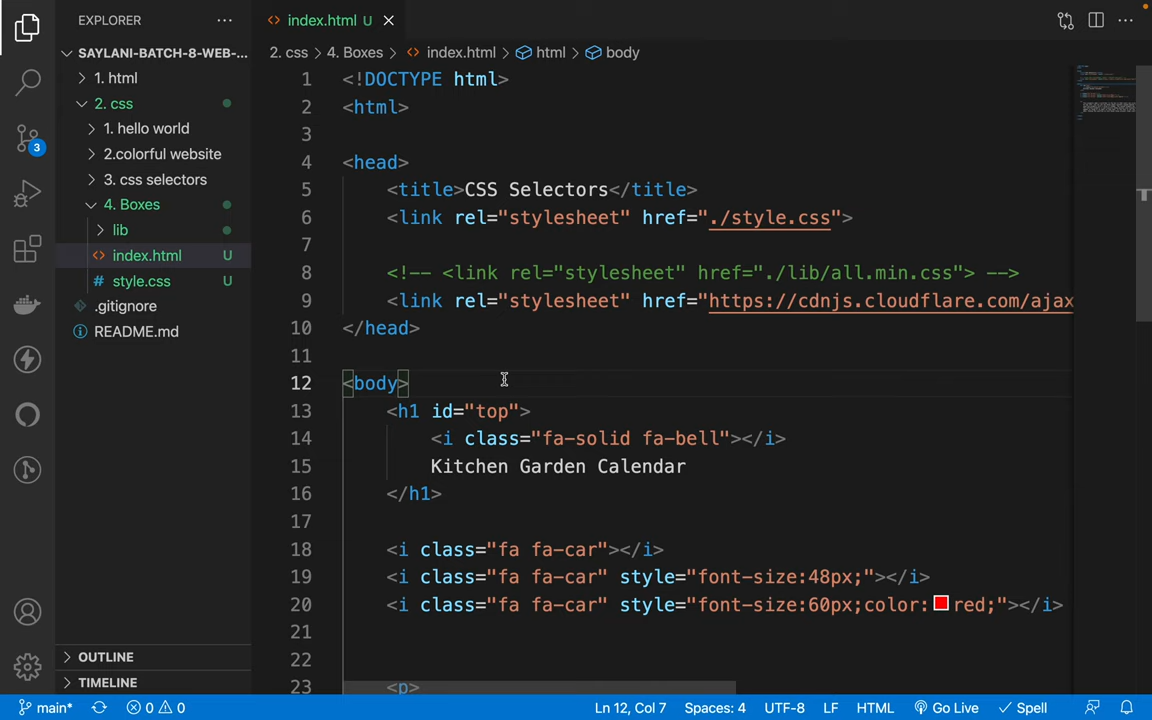 EXPLORER
index.html U
SAYLANI-BATCH-8-WEB-...
2. css > 4. Boxes > index.html > html > body
1. html
2. css
1. hello world
2.colorful website
3. css selectors
4. Boxes
lib
index.html U
style.css U
.gitignore
README.md
OUTLINE
TIMELINE
3
1 <!DOCTYPE html>
2 <html>
3
4 <head>
5 <title>CSS Selectors</title>
6 <link rel="stylesheet" href="./style.css">
7
8 <!-- <link rel="stylesheet" href="./lib/all.min.css"> -->
9 <link rel="stylesheet" href="https://cdnjs.cloudflare.com/ajax
10 </head>
11
12 <body>
13 <h1 id="top">
14 <i class="fa-solid fa-bell"></i>
15 Kitchen Garden Calendar
16 </h1>
17
18 <i class="fa fa-car"></i>
19 <i class="fa fa-car" style="font-size:48px;"></i>
20 <i class="fa fa-car" style="font-size:60px;color:red;"></i>
21
22
23 <p>
main* 0 0 Ln 12, Col 7 Spaces: 4 UTF-8 LF HTML Go Live Spell